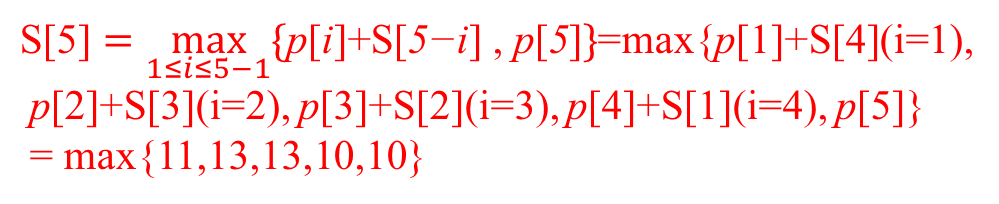 S[5] = max {p[i]+S[5−i] , p[5]}=max{p[1]+S[4](i=1),
1≤i≤5−1
p[2]+S[3](i=2), p[3]+S[2](i=3), p[4]+S[1](i=4), p[5]}
= max{11,13,13,10,10}